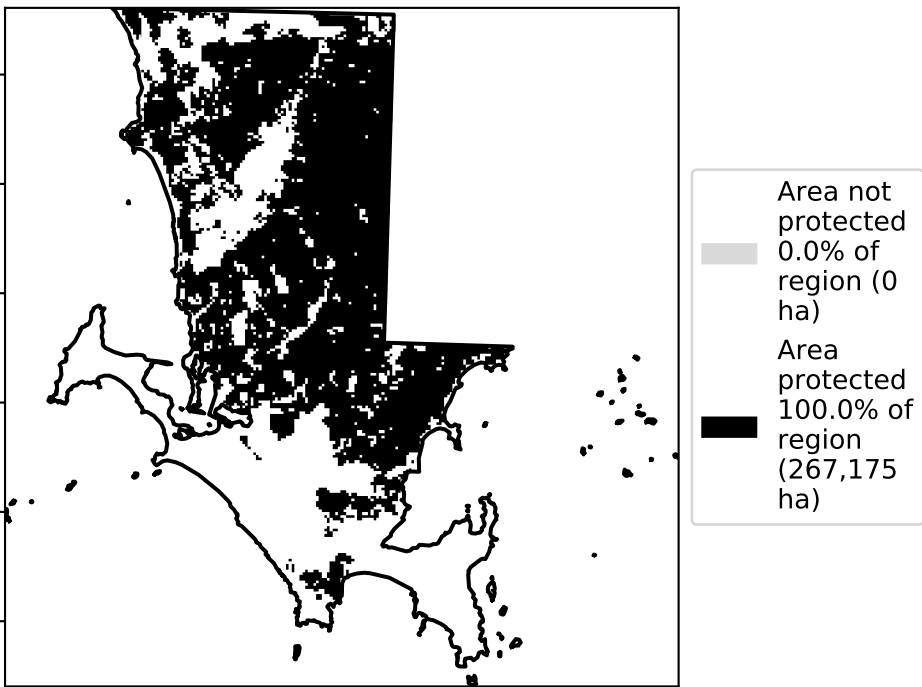 Area not
protected
0.0% of
region (0
ha)
Area
protected
100.0% of
region
(267,175
ha)